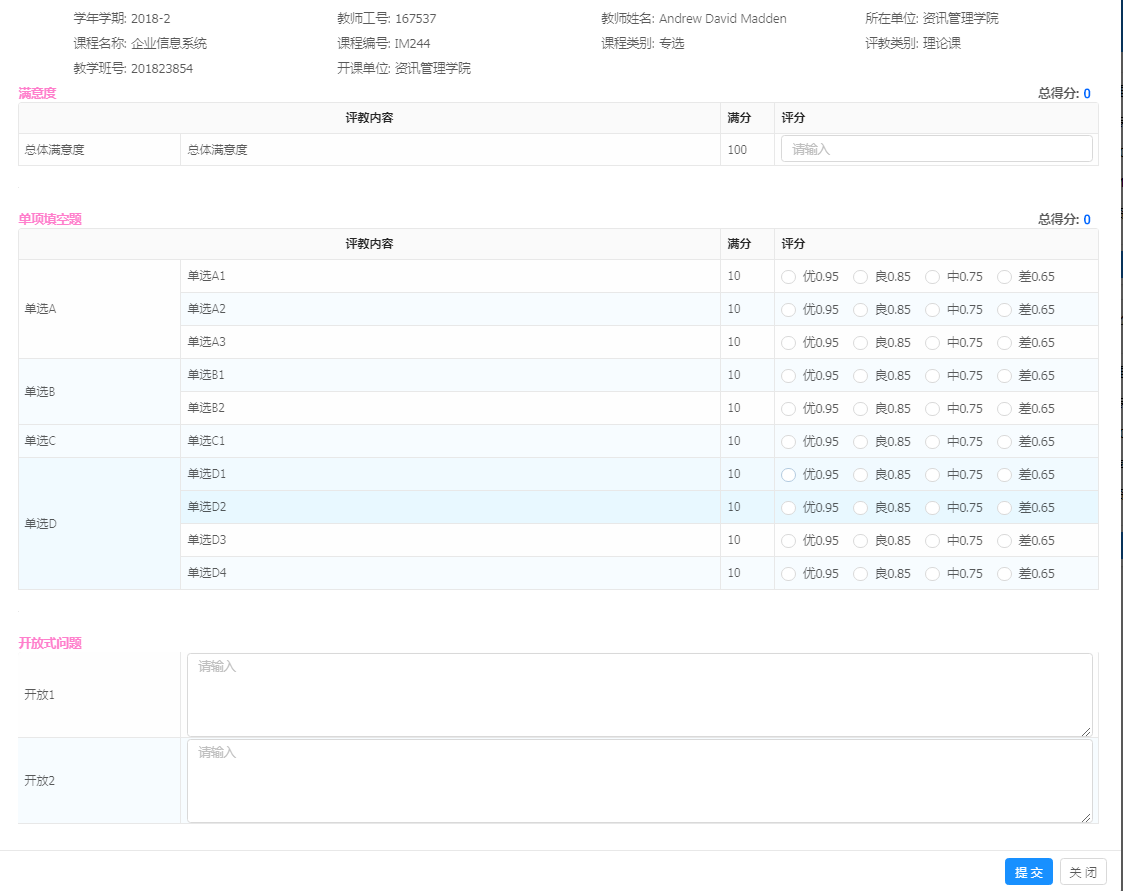 学年学期: 2018-2 教师工号: 167537 教师姓名: Andrew David Madden 所在单位: 资讯管理学院
课程名称: 企业信息系统 课程编号: IM244 课程类别: 专选 评教类别: 理论课
教学班号: 201823854 开课单位: 资讯管理学院
满意度 总得分: 0
评教内容 满分 评分
总体满意度 总体满意度 100 请输入
单项填空题 总得分: 0
评教内容 满分 评分
单选A 单选A1 10 优0.95 良0.85 中0.75 差0.65
单选A2 10 优0.95 良0.85 中0.75 差0.65
单选A3 10 优0.95 良0.85 中0.75 差0.65
单选B 单选B1 10 优0.95 良0.85 中0.75 差0.65
单选B2 10 优0.95 良0.85 中0.75 差0.65
单选C 单选C1 10 优0.95 良0.85 中0.75 差0.65
单选D 单选D1 10 优0.95 良0.85 中0.75 差0.65
单选D2 10 优0.95 良0.85 中0.75 差0.65
单选D3 10 优0.95 良0.85 中0.75 差0.65
单选D4 10 优0.95 良0.85 中0.75 差0.65
开放式问题
开放1 请输入
开放2 请输入
提 交 关 闭